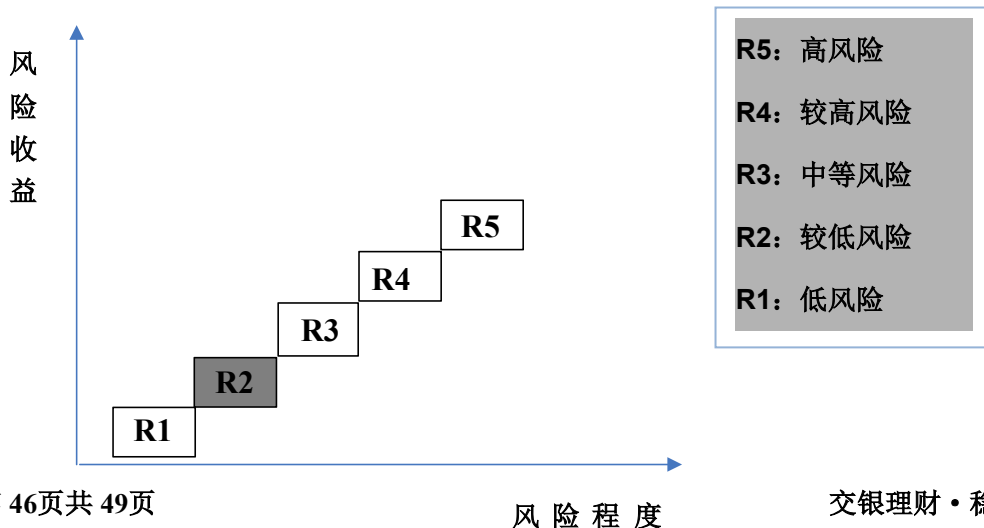 风险收益
R5：高风险
R4：较高风险
R3：中等风险
R2：较低风险
R1：低风险
R5
R4
R3
R2
R1
46页共 49页
风 险 程 度
交银理财·稳